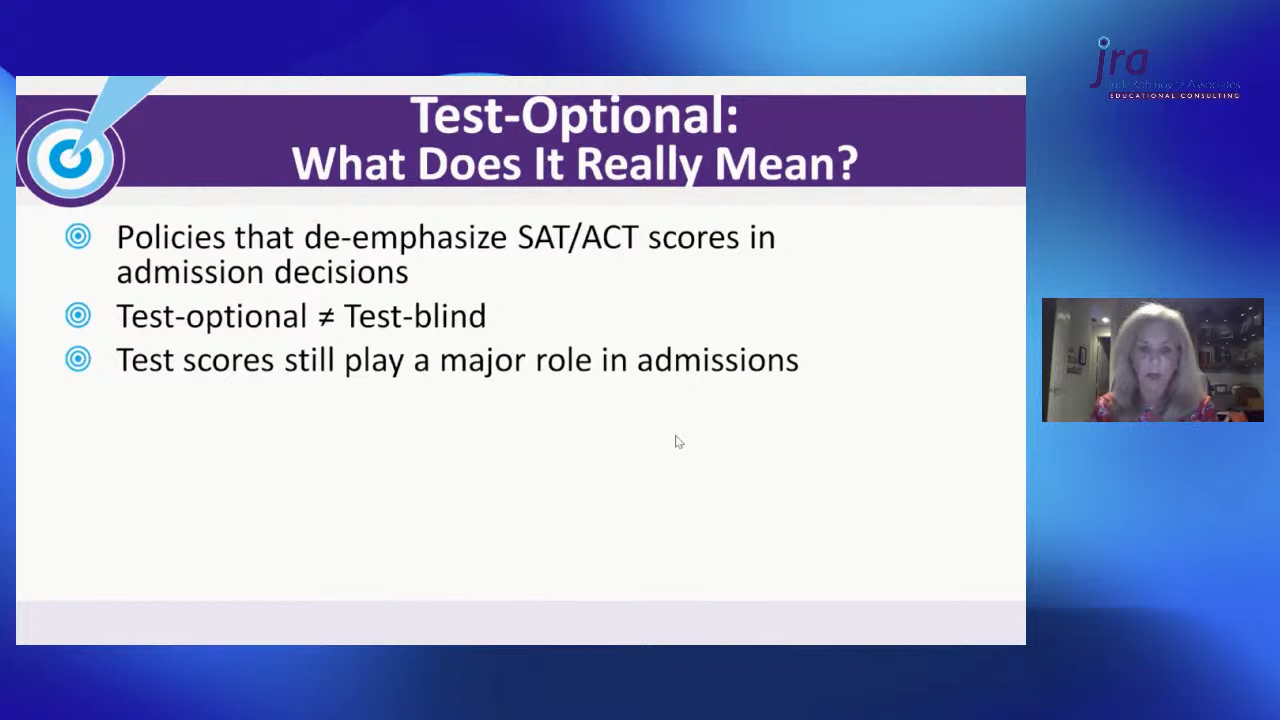 jra
Associates
EDUCATIONAL CONSULTING
Test-Optional:
What Does It Really Mean?
Policies that de-emphasize SAT/ACT scores in
admission decisions
Test-optional ≠ Test-blind
Test scores still play a major role in admissions